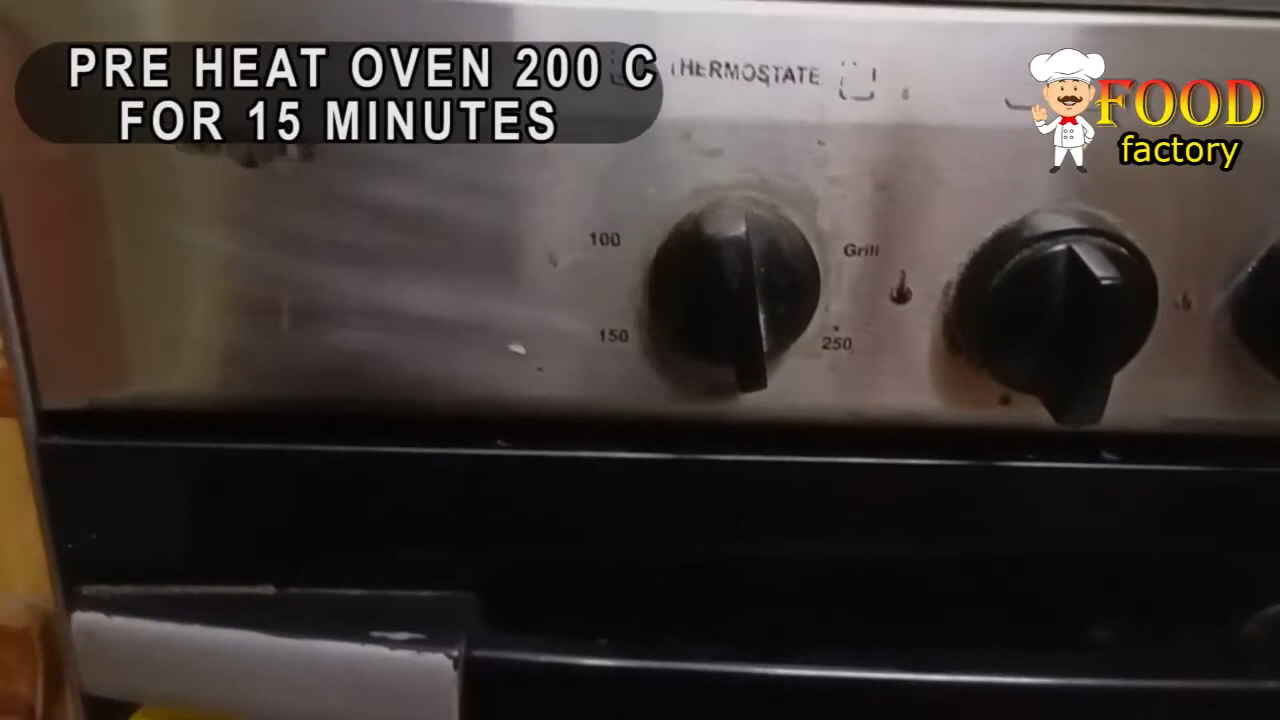 PRE HEAT OVEN 200 C
FOR 15 MINUTES
THERMOSTATE
FOOD
factory
100
Grill
150
250